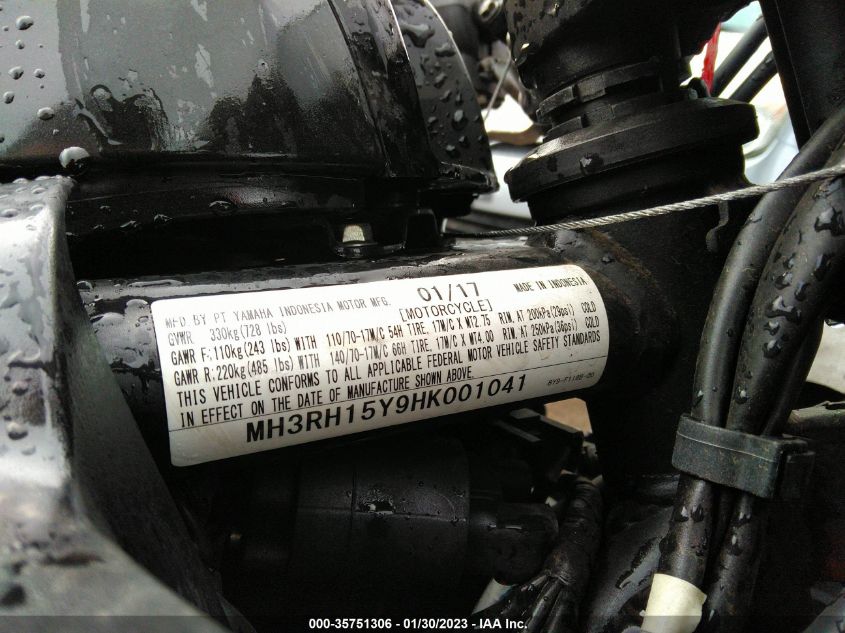 MFD. BY PT YAMAHA INDONESIA MOTOR MFG. 01/17 MADE IN INDONESIA
GVWR 330kg(728 lbs) [MOTORCYCLE]
GAWR F:110kg(243 lbs) WITH 110/70-17M/C 54H TIRE, 17M/C X MT2.75 RIM, AT 200kPa(29psi) COLD
GAWR R:220kg(485 lbs) WITH 140/70-17M/C 66H TIRE, 17M/C X MT4.00 RIM, AT 250kPa(36psi) COLD
THIS VEHICLE CONFORMS TO ALL APPLICABLE FEDERAL MOTOR VEHICLE SAFETY STANDARDS
IN EFFECT ON THE DATE OF MANUFACTURE SHOWN ABOVE.
MH3RH15Y9HK001041
000-35751306 - 01/30/2023 - IAA Inc.